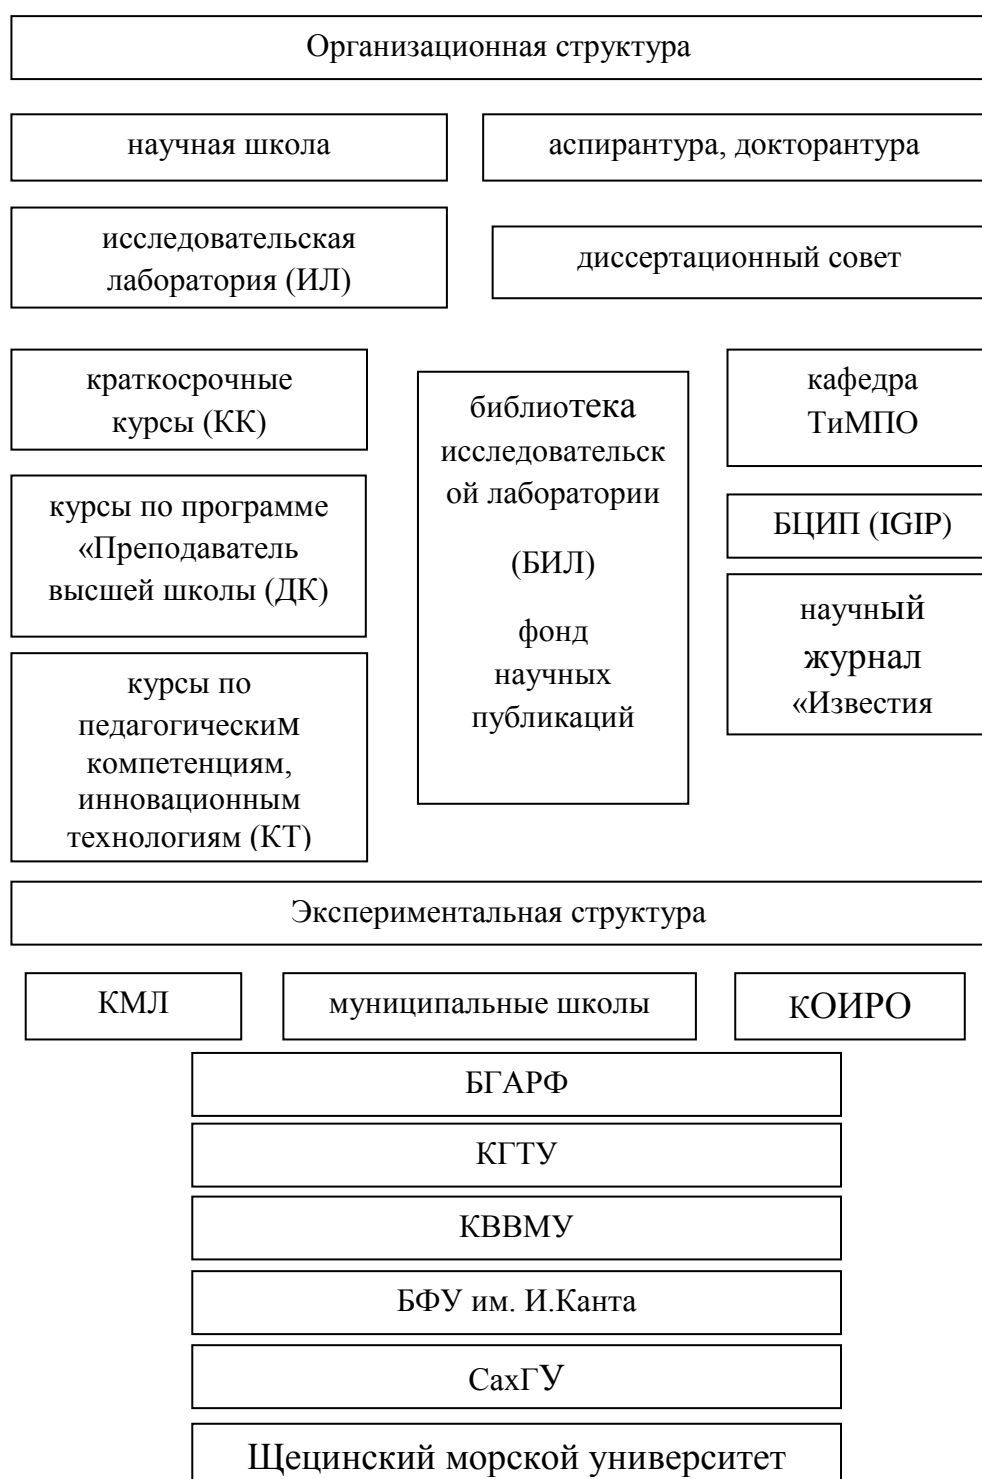 Организационная структура
научная школа
аспирантура, докторантура
исследовательская
лаборатория (ИЛ)
диссертационный совет
краткосрочные
курсы (КК)
курсы по программе
«Преподаватель
высшей школы (ДК)
курсы по
педагогическим
компетенциям,
инновационным
технологиям (КТ)
библиотека
исследовательск
ой лаборатории
(БИЛ)
фонд
научных
публикаций
кафедра
ТиМПО
БЦИП (IGIP)
научный
журнал
«Известия
Экспериментальная структура
КМЛ
муниципальные школы
КОИРО
БГАРФ
КГТУ
КВВМУ
БФУ им. И.Канта
СахГУ
Щецинский морской университет